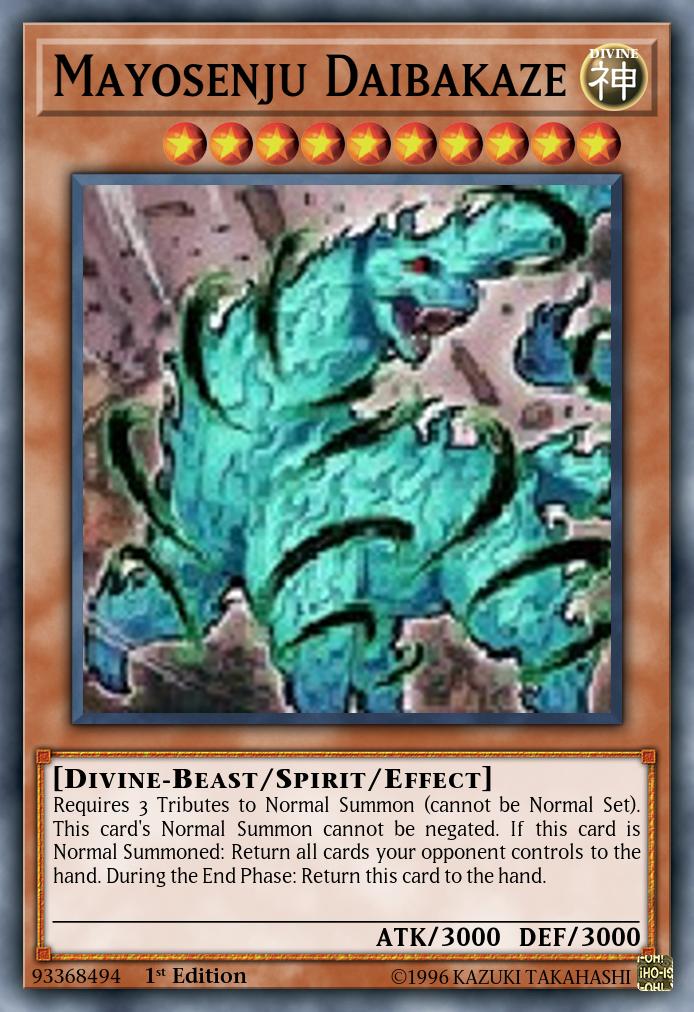 Mayosenju Daibakaze
DIVINE
神
[Divine-Beast/Spirit/Effect]
Requires 3 Tributes to Normal Summon (cannot be Normal Set).
This card's Normal Summon cannot be negated. If this card is
Normal Summoned: Return all cards your opponent controls to the
hand. During the End Phase: Return this card to the hand.
ATK/3000 DEF/3000
93368494 1st Edition ©1996 KAZUKI TAKAHASHI